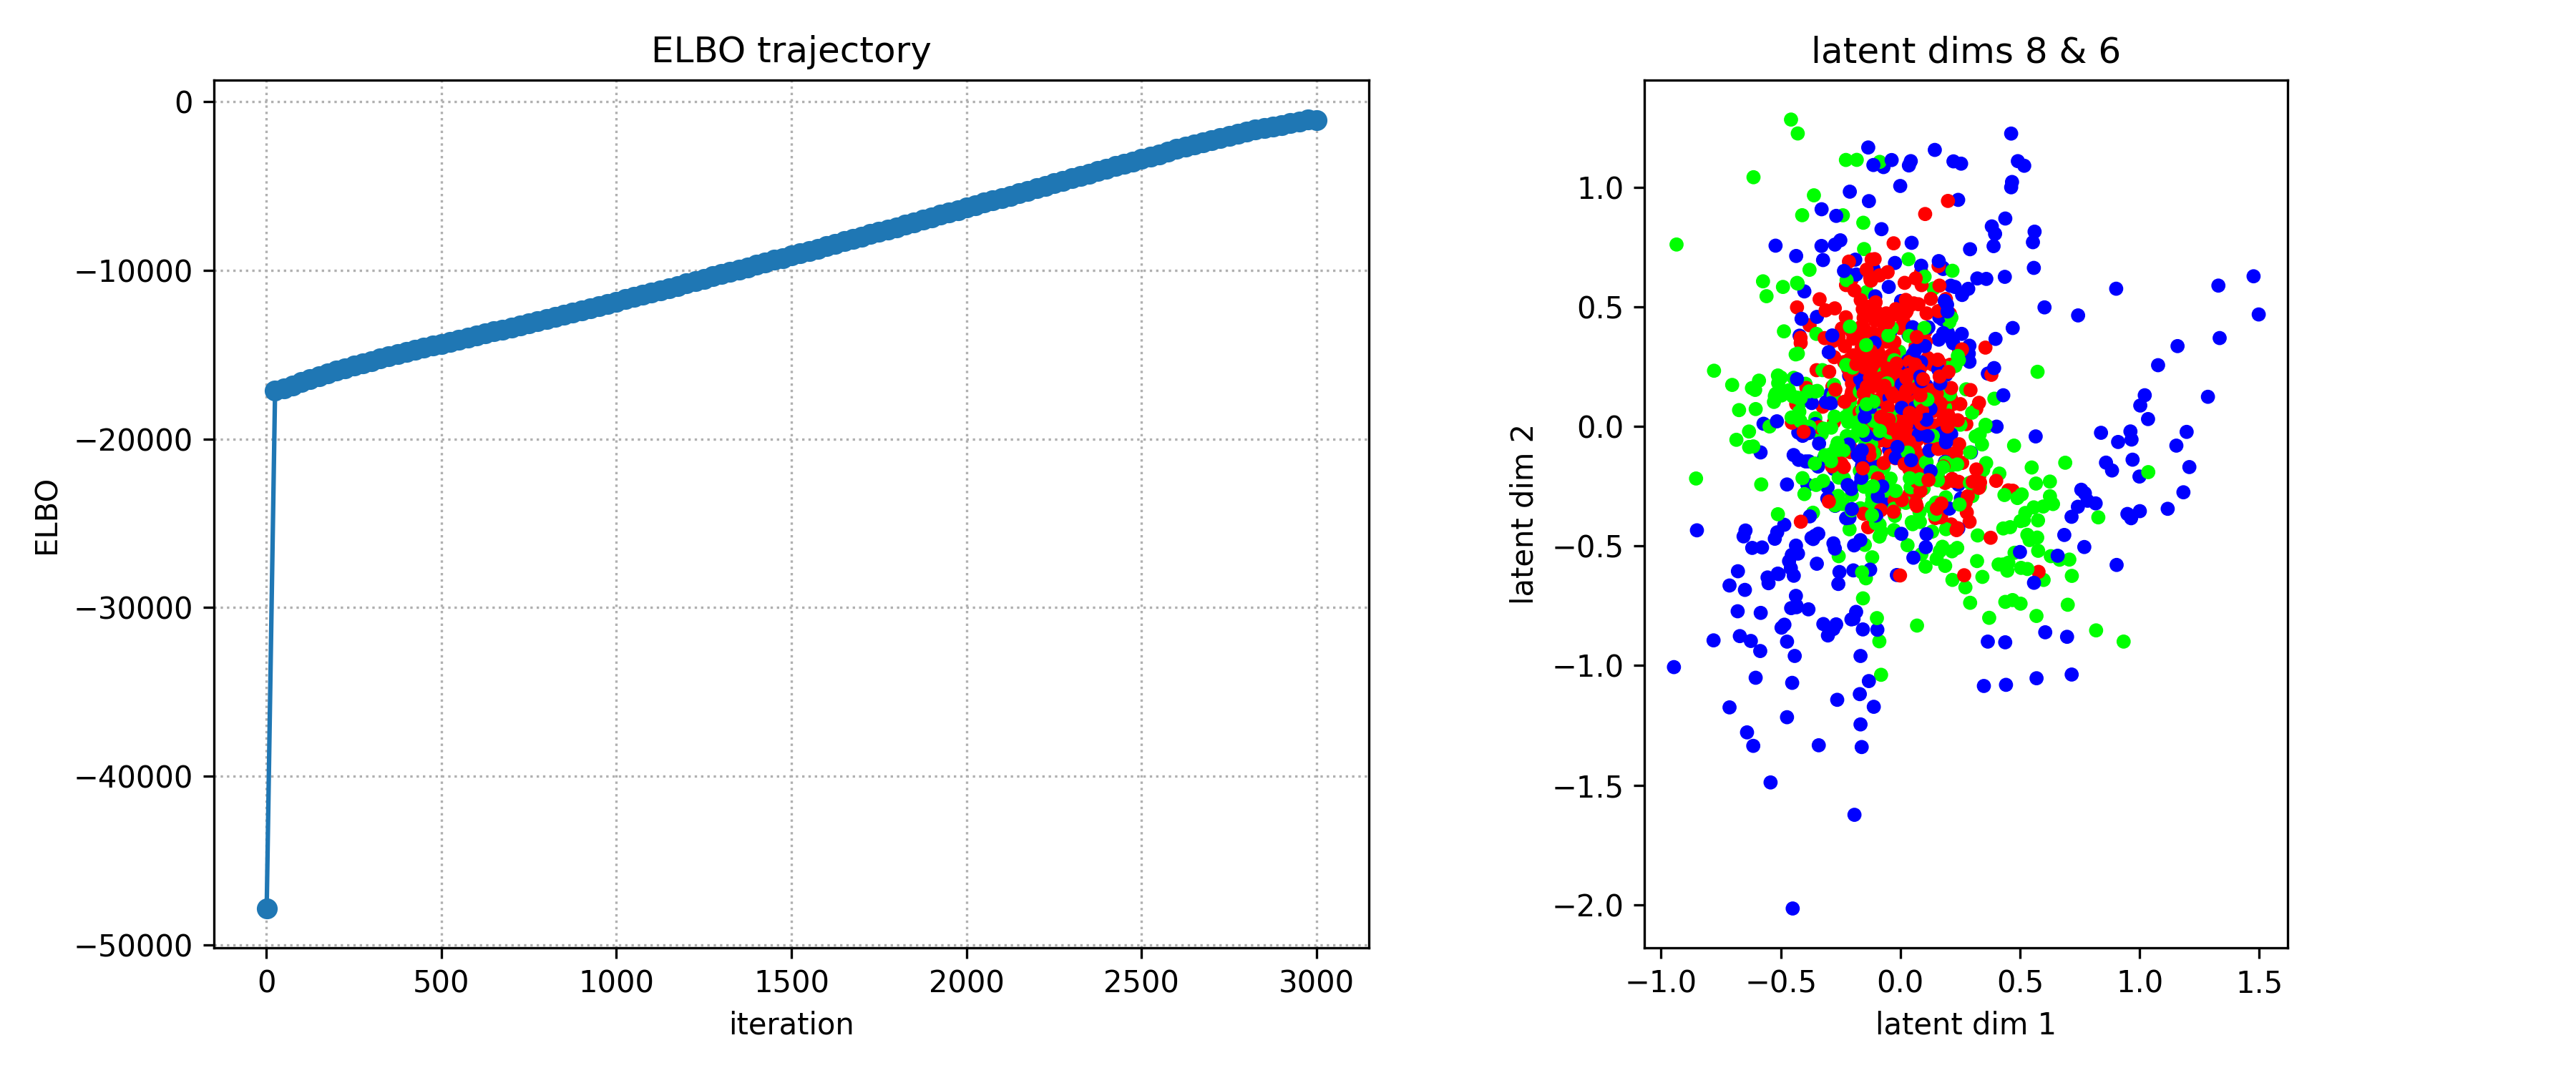 ELBO trajectory
0
−10000
−20000
−30000
−40000
−50000
ELBO
0 500 1000 1500 2000 2500 3000
iteration
latent dims 8 & 6
1.0
0.5
0.0
−0.5
−1.0
−1.5
−2.0
latent dim 2
−1.0 −0.5 0.0 0.5 1.0 1.5
latent dim 1